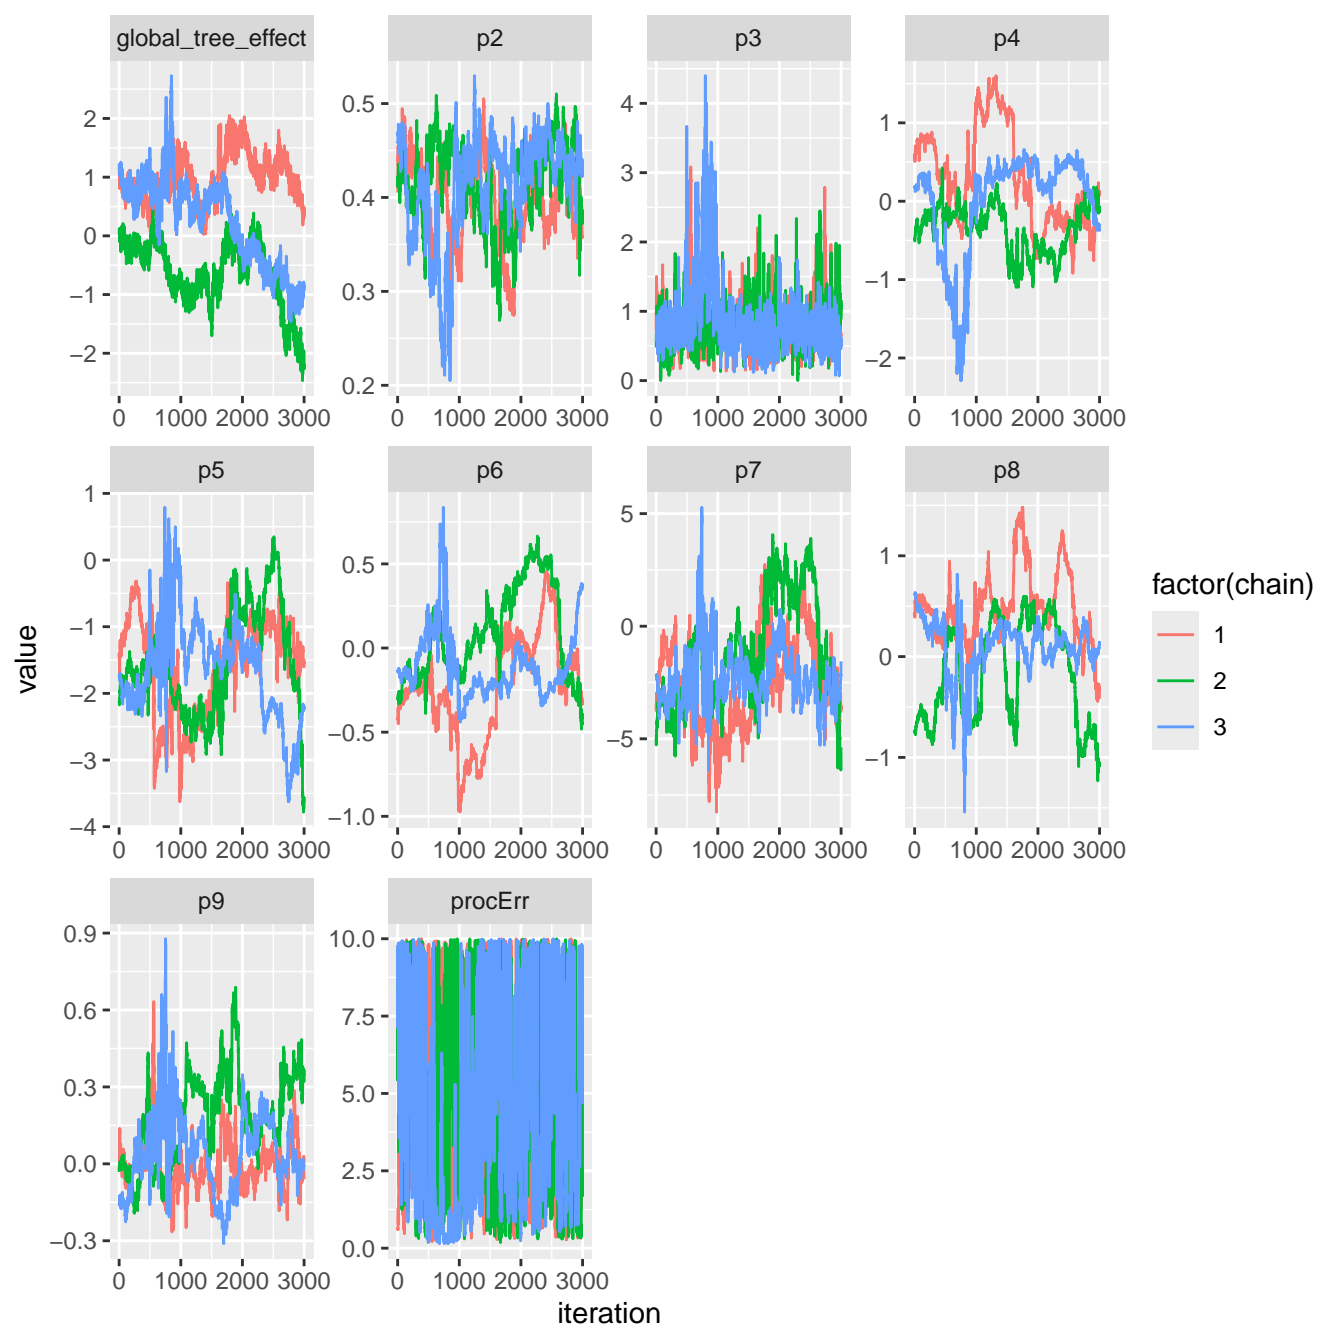 global_tree_effect p2 p3 p4
2 1 0 −1 −2
0.5 0.4 0.3 0.2
4 3 2 1 0
1 0 −1 −2
0 1000 2000 3000 0 1000 2000 3000 0 1000 2000 3000 0 1000 2000 3000
p5 p6 p7 p8
1 0 −1 −2 −3 −4
0.5 0.0 −0.5 −1.0
5 0 −5
1 0 −1
0 1000 2000 3000 0 1000 2000 3000 0 1000 2000 3000 0 1000 2000 3000
p9 procErr
0.9 0.6 0.3 0.0 −0.3
10.0 7.5 5.0 2.5 0.0
0 1000 2000 3000 0 1000 2000 3000
value
iteration
factor(chain)
1
2
3